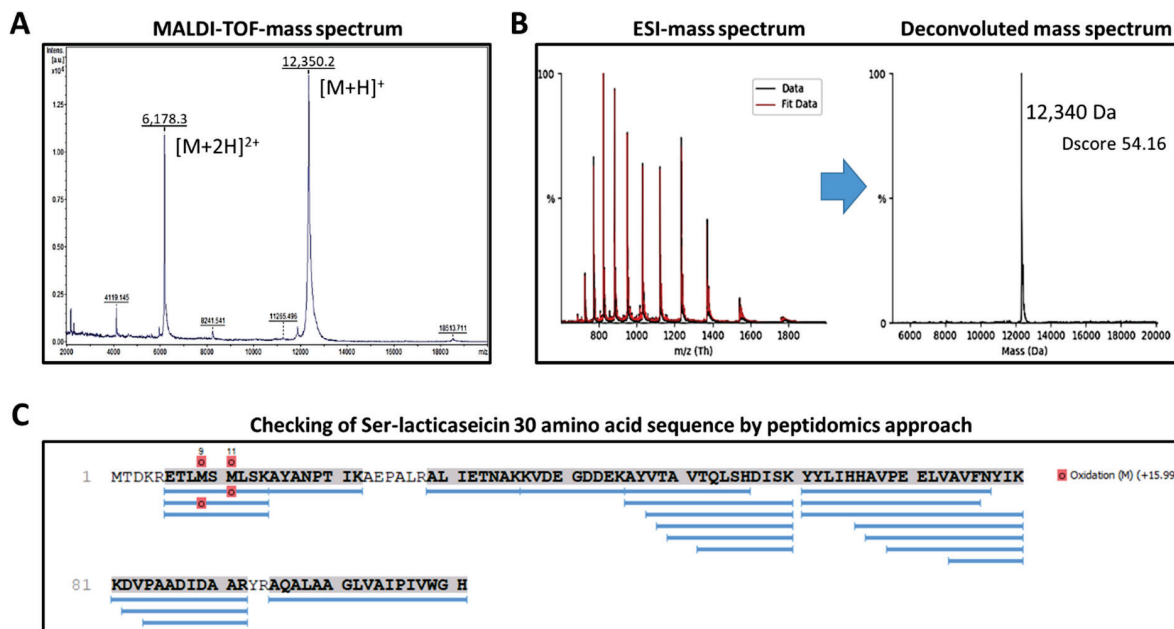 A
MALDI-TOF-mass spectrum
Intens.
[a.u.]
x10⁴
1.25
1.00
0.75
0.50
0.25
0.00
12,350.2
[M+H]⁺
6,178.3
[M+2H]²⁺
4119.145
8241.541
11265.496
18513.711
2000 4000 6000 8000 10000 12000 14000 16000 18000 m/z
B
ESI-mass spectrum
100
%
0
Data
Fit Data
800 1000 1200 1400 1600 1800
m/z (Th)
Deconvoluted mass spectrum
100
%
0
12,340 Da
Dscore 54.16
6000 8000 10000 12000 14000 16000 18000 20000
Mass (Da)
C
Checking of Ser-lacticaseicin 30 amino acid sequence by peptidomics approach
9 11
o o
1 MTDKRETLMS MLSKAYANPT IKAEPALRAL IETNAKKVDE GDDEKAYVTA VTQLSHDISK YYLIHHAVPE ELVAVFNYIK
o
o
o Oxidation (M) (+15.99
81 KDVPAADIDA ARYRAQALAA GLVAIPIVWG H